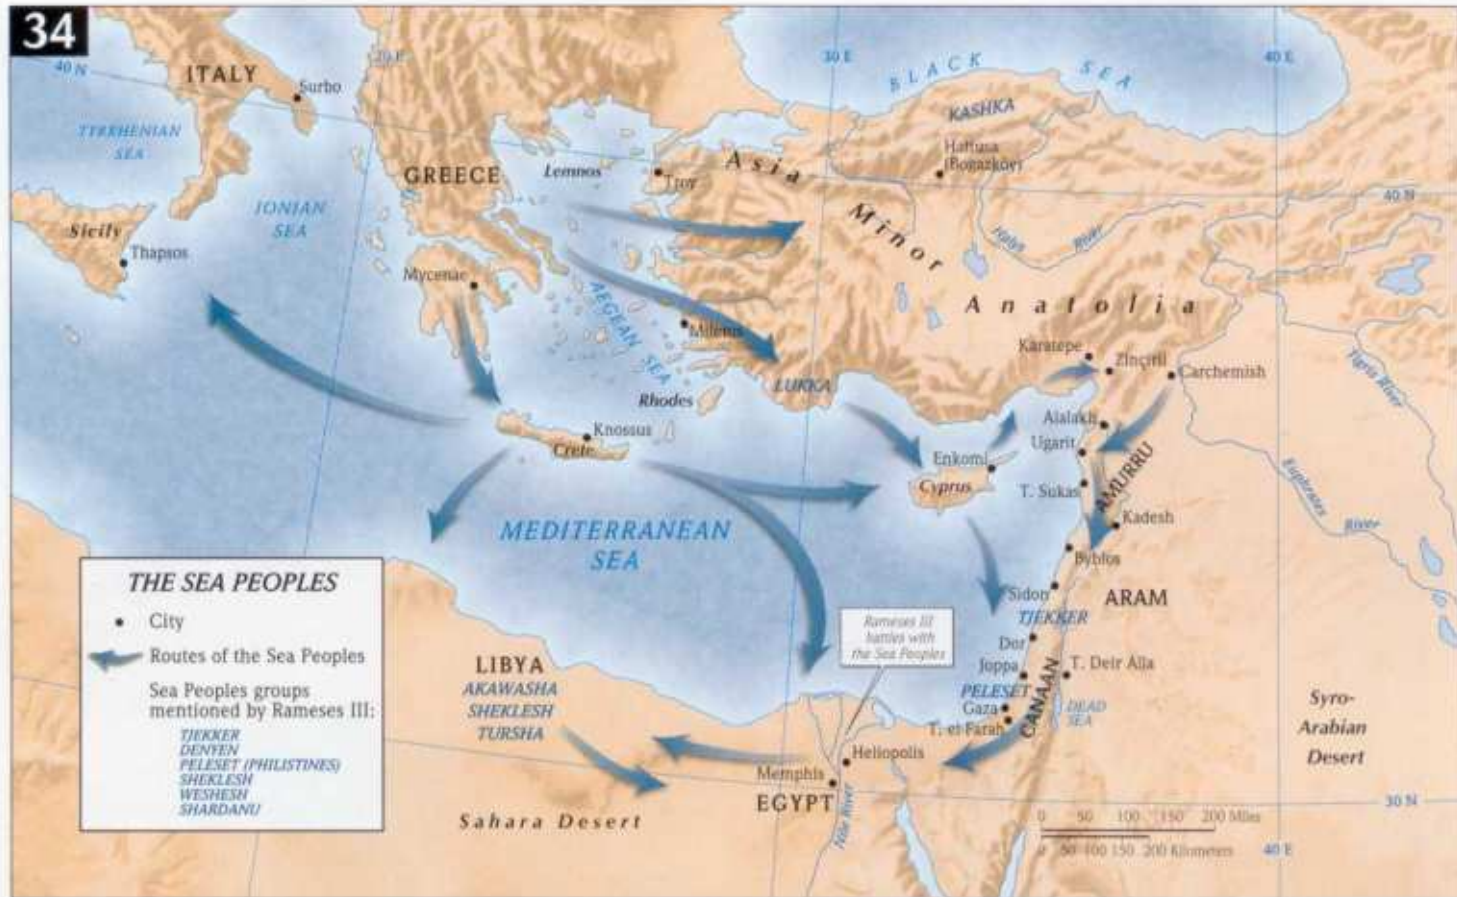 34
40 N
ITALY
20 E
30 E
BLACK SEA
40 E
Surbo
KASHKA
TYRRHENIAN
SEA
Hattusa
(Bogazkoy)
GREECE
Lemnos
Troy
Asia
Minor
40 N
IONIAN
SEA
Sicily
Thapsos
Halys River
Mycenae
AEGEAN SEA
Anatolia
Miletus
Karatepe
Zinçirli
Carchemish
Tigris River
LUKKA
Rhodes
Alalakh
Knossus
Crete
Ugarit
Enkomi
Cyprus
T. Sukas
AMURRU
Euphrates
River
Kadesh
MEDITERRANEAN
SEA
Byblos
THE SEA PEOPLES
City
Routes of the Sea Peoples
Sea Peoples groups
mentioned by Rameses III:
TJEKKER
DENYEN
PELESET (PHILISTINES)
SHEKLESH
WESHESH
SHARDANU
Sidon
ARAM
TJEKKER
Rameses III
battles with
the Sea Peoples
Dor
Joppa
T. Deir Alla
LIBYA
AKAWASHA
SHEKLESH
TURSHA
PELESET
Gaza
CANAAN
DEAD
SEA
T. el Farah
Syro-
Arabian
Desert
Heliopolis
Memphis
EGYPT
Nile River
Sahara Desert
30 N
0 50 100 150 200 Miles
0 50 100 150 200 Kilometers
40 E